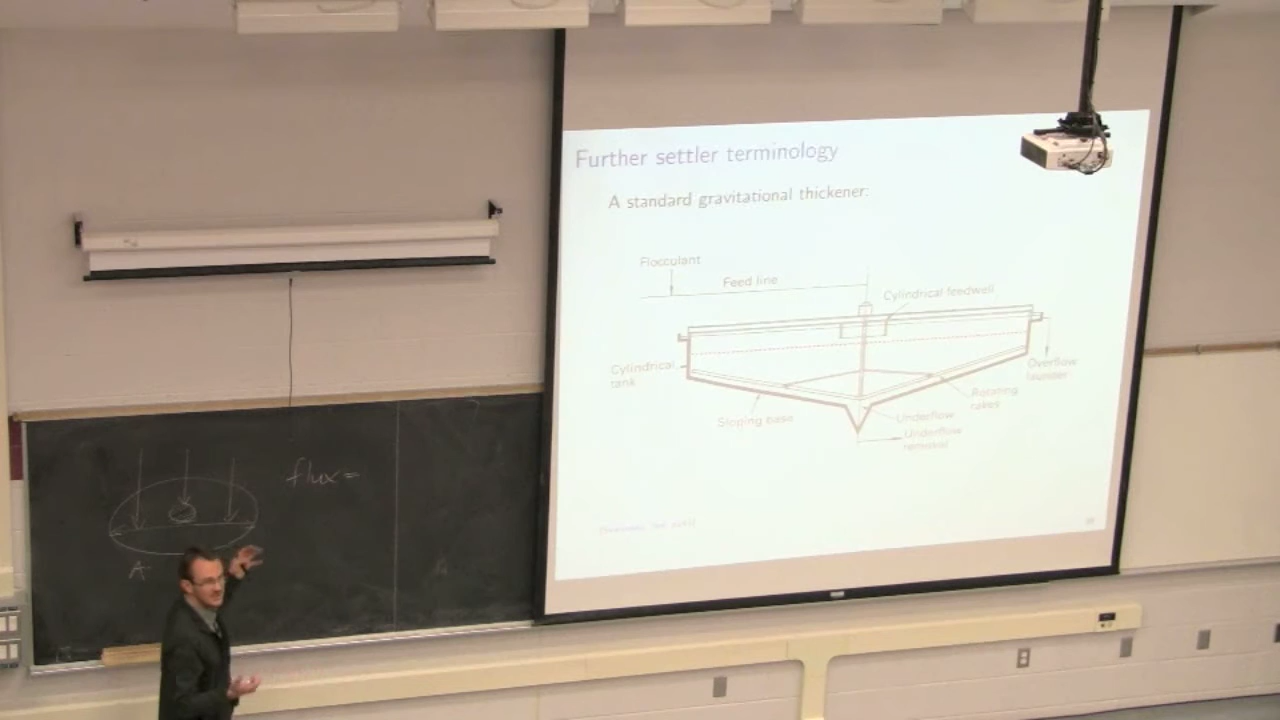 Further settler terminology
A standard gravitational thickener:
Flocculant
Feed line
Cylindrical feedwell
Cylindrical
tank
Overflow
launder
Rotating
rakes
Sloping base
Underflow
Underflow
removal
flux =
A